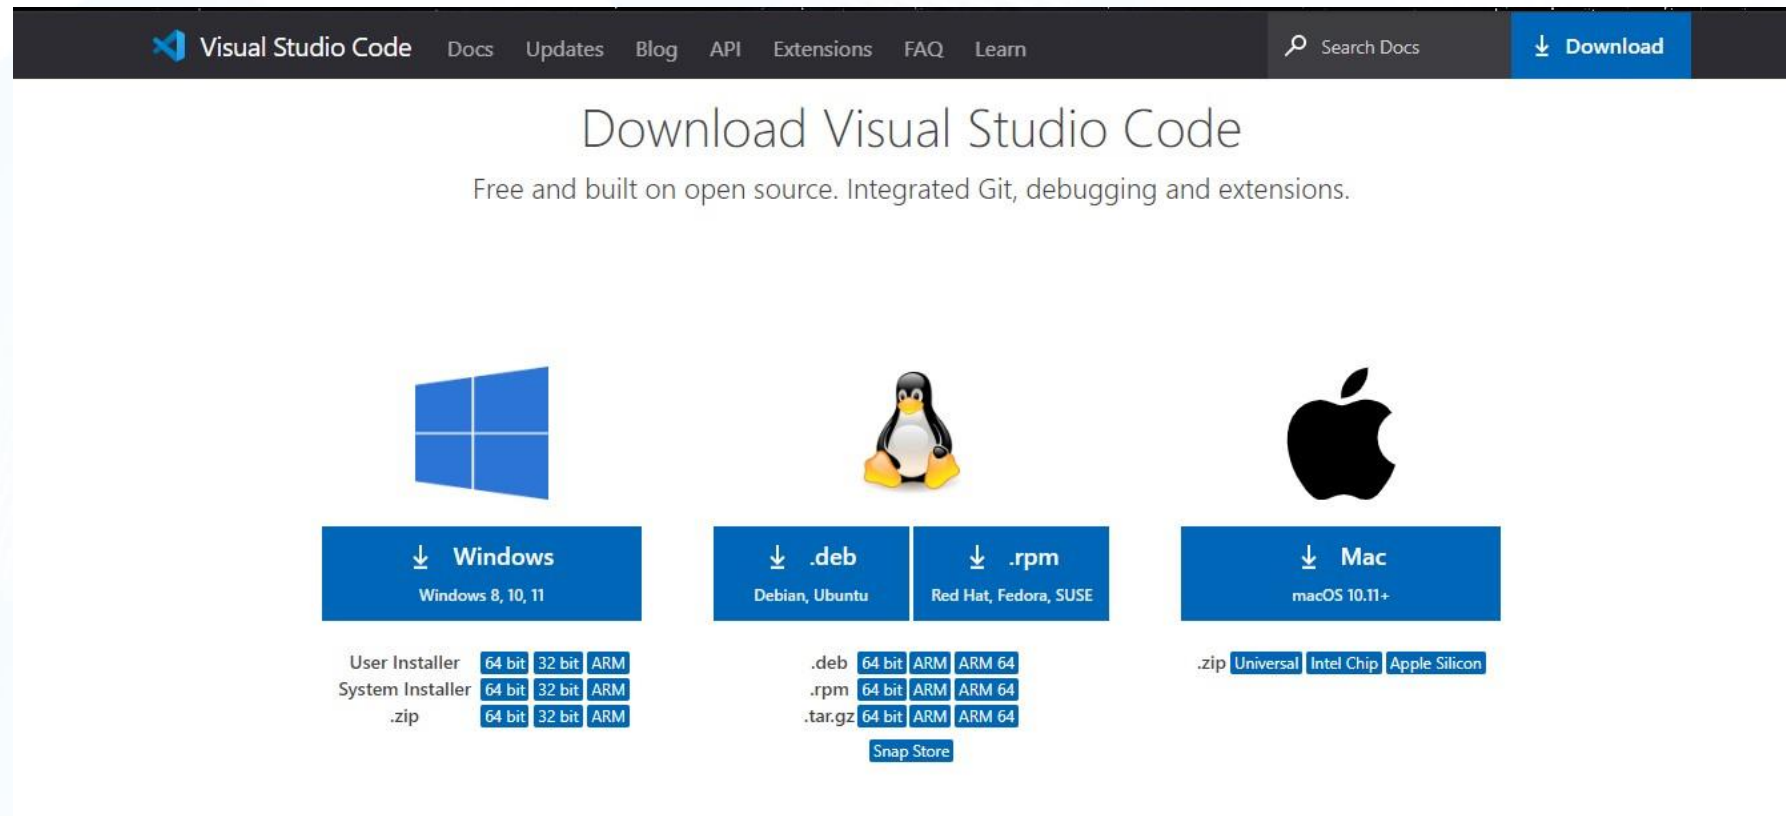 Visual Studio Code Docs Updates Blog API Extensions FAQ Learn Search Docs Download
Download Visual Studio Code
Free and built on open source. Integrated Git, debugging and extensions.
Windows
Windows 8, 10, 11
User Installer 64 bit 32 bit ARM
System Installer 64 bit 32 bit ARM
.zip 64 bit 32 bit ARM
.deb
Debian, Ubuntu
.rpm
Red Hat, Fedora, SUSE
.deb 64 bit ARM ARM 64
.rpm 64 bit ARM ARM 64
.tar.gz 64 bit ARM ARM 64
Snap Store
Mac
macOS 10.11+
.zip Universal Intel Chip Apple Silicon